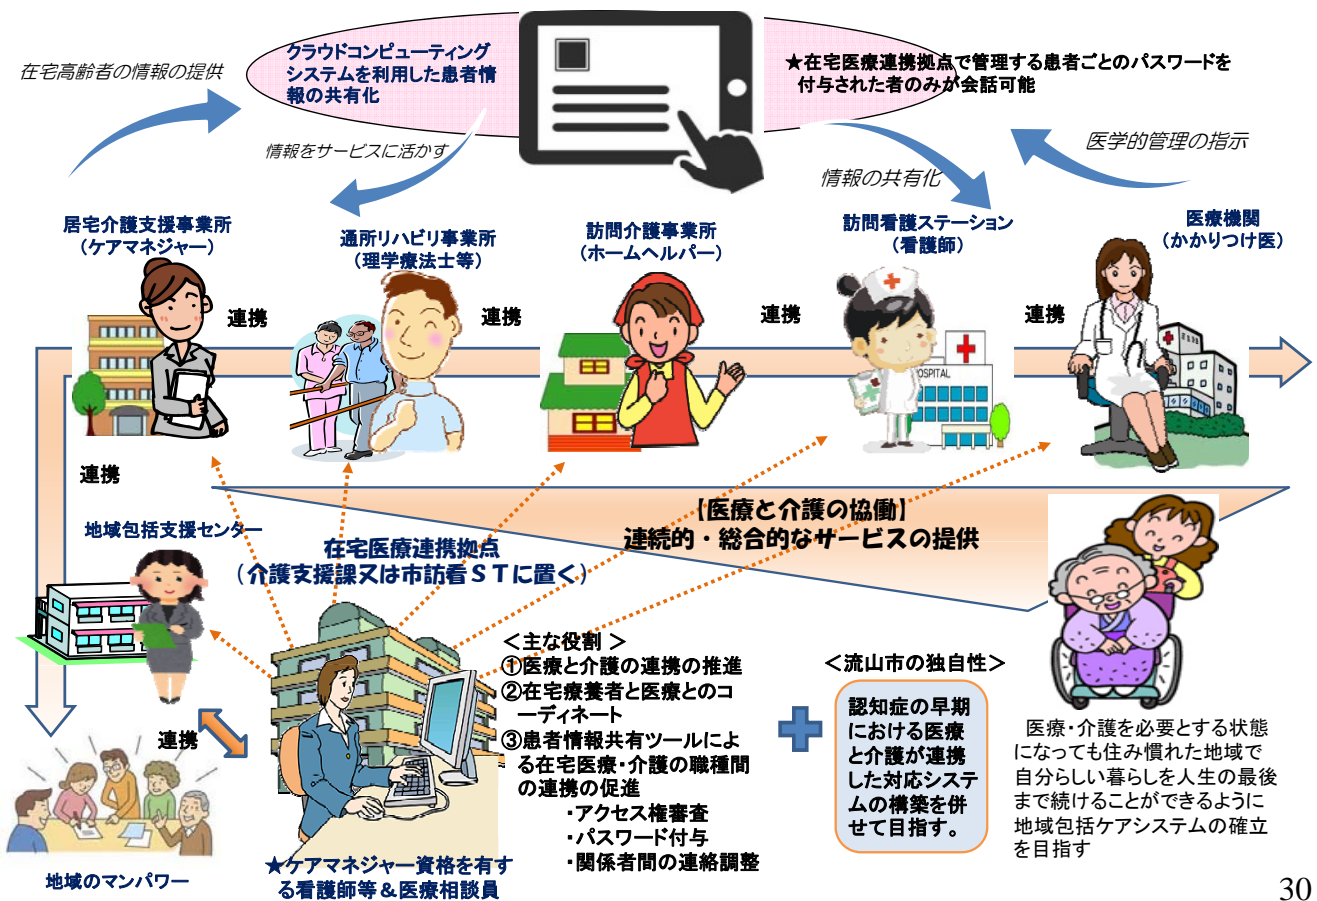 クラウドコンピューティング
システムを利用した患者情
報の共有化
★在宅医療連携拠点で管理する患者ごとのパスワードを
付与された者のみが会話可能
在宅高齢者の情報の提供
情報をサービスに活かす
情報の共有化
医学的管理の指示
居宅介護支援事業所
（ケアマネジャー）
通所リハビリ事業所
（理学療法士等）
訪問介護事業所
（ホームヘルパー）
訪問看護ステーション
（看護師）
医療機関
（かかりつけ医）
連携
連携
連携
連携
HOSPITAL
連携
【医療と介護の協働】
連続的・総合的なサービスの提供
地域包括支援センター
在宅医療連携拠点
（介護支援課又は市訪看ＳＴに置く）
＜主な役割 ＞
①医療と介護の連携の推進
②在宅療養者と医療とのコ
ーディネート
③患者情報共有ツールによ
る在宅医療・介護の職種間
の連携の促進
・アクセス権審査
・パスワード付与
・関係者間の連絡調整
＜流山市の独自性＞
認知症の早期
における医療
と介護が連携
した対応システ
ムの構築を併
せて目指す。
医療・介護を必要とする状態
になっても住み慣れた地域で
自分らしい暮らしを人生の最後
まで続けることができるように
地域包括ケアシステムの確立
を目指す
連携
地域のマンパワー
★ケアマネジャー資格を有す
る看護師等＆医療相談員
30